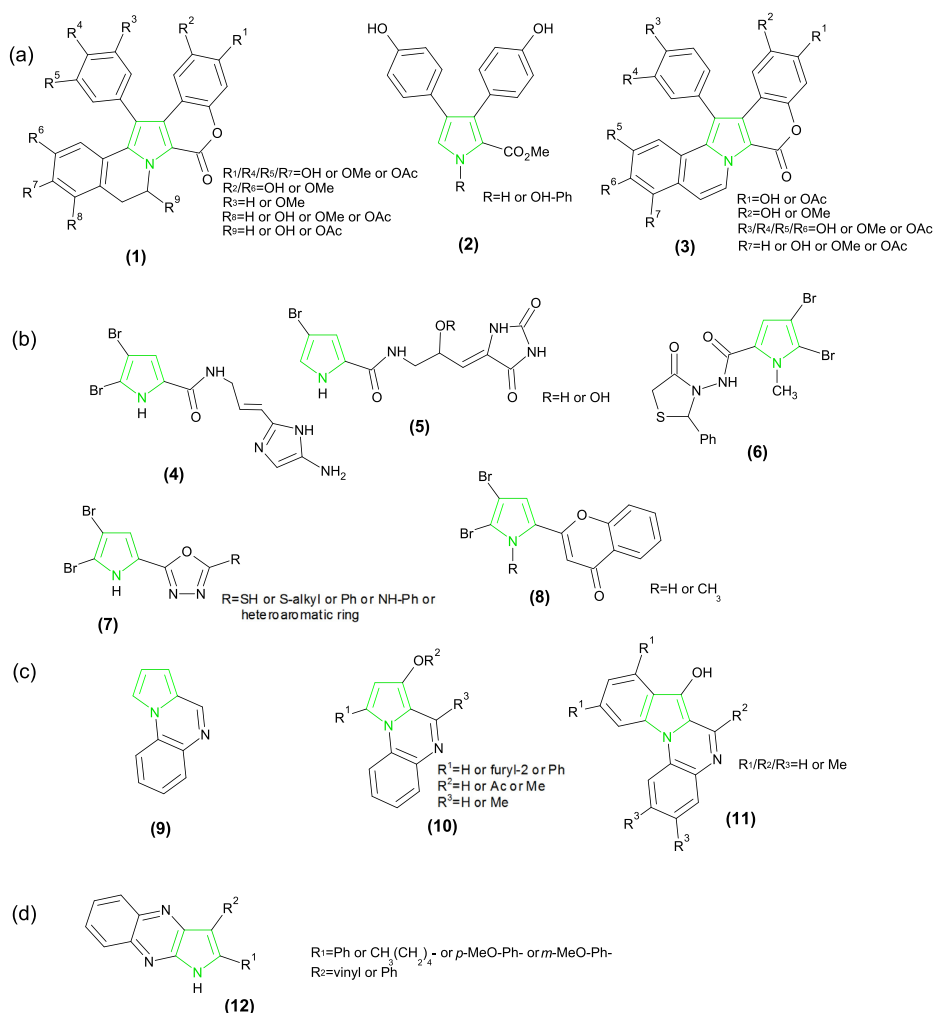 (a)
R4 R3 R2 R1
R5
R6
R7
R8
R9
N
O
O
R1/R4/R5/R7=OH or OMe or OAc
R2/R6=OH or OMe
R3=H or OMe
R8=H or OH or OMe or OAc
R9=H or OH or OAc
(1)
HO OH
N
R
CO2Me
R=H or OH-Ph
(2)
R3 R2 R1
R4
R5
R6
R7
N
O
O
R1=OH or OAc
R2=OH or OMe
R3/R4/R5/R6=OH or OMe or OAc
R7=H or OH or OMe or OAc
(3)
(b)
Br
Br
N
H
O
H
N
N
NH
NH2
(4)
Br
N
H
O
H
N
OR
HN
O
NH
O
R=H or OH
(5)
O
S
N
NH
O
Ph
N
CH3
Br
Br
(6)
Br
Br
N
H
O
N N
R
R=SH or S-alkyl or Ph or NH-Ph or
heteroaromatic ring
(7)
Br
Br
N
R
O
O
R=H or CH3
(8)
(c)
N
N
(9)
OR2
R3
R1
N
N
R1=H or furyl-2 or Ph
R2=H or Ac or Me
R3=H or Me
(10)
R1
OH
R1
R2
N
N
R3
R3
R1/R2/R3=H or Me
(11)
(d)
N
N
R2
R1
N
H
R1=Ph or CH3(CH2)4- or p-MeO-Ph- or m-MeO-Ph-
R2=vinyl or Ph
(12)